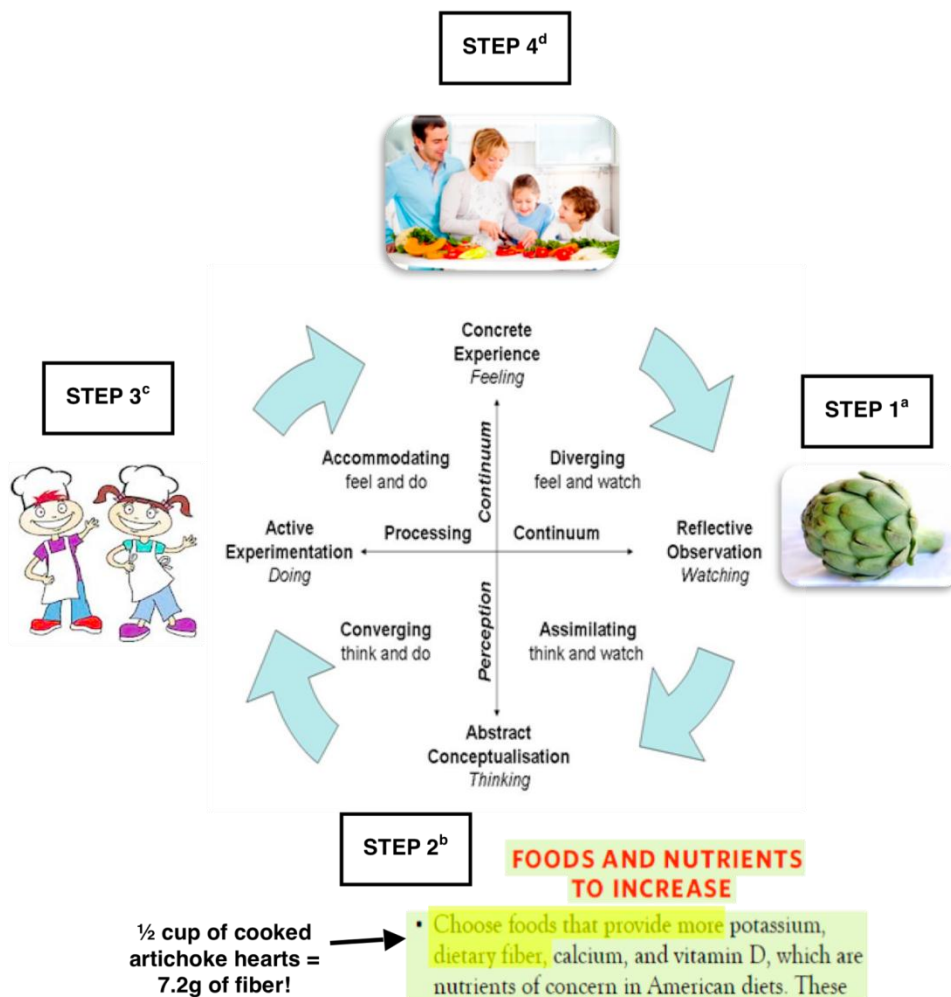 STEP 4d
Concrete
Experience
Feeling
STEP 3c
STEP 1a
Continuum
Accommodating
feel and do
Diverging
feel and watch
Active
Experimentation
Doing
Processing
Continuum
Reflective
Observation
Watching
Perception
Converging
think and do
Assimilating
think and watch
Abstract
Conceptualisation
Thinking
STEP 2b
FOODS AND NUTRIENTS
TO INCREASE
½ cup of cooked
artichoke hearts =
7.2g of fiber!
• Choose foods that provide more potassium,
dietary fiber, calcium, and vitamin D, which are
nutrients of concern in American diets. These